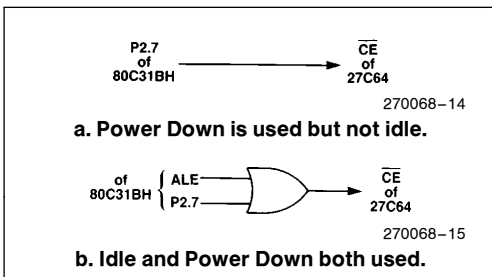 P2.7
of
80C31BH
CE
of
27C64
270068-14
a. Power Down is used but not idle.
of
80C31BH { ALE
P2.7
CE
of
27C64
270068-15
b. Idle and Power Down both used.